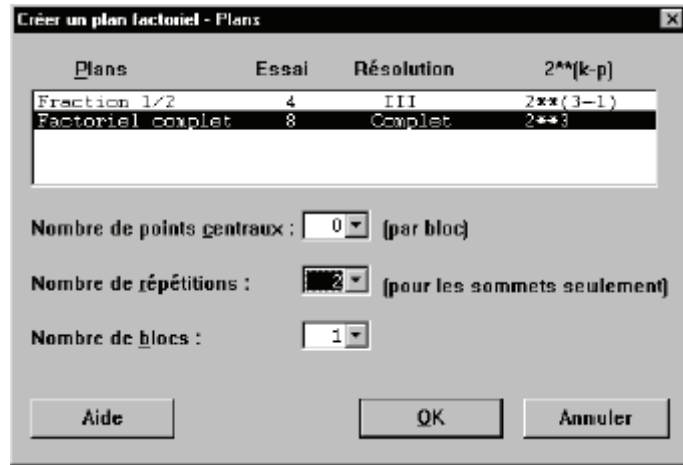 Créer un plan factoriel - Plans
Plans Essai Résolution 2**(k-p)
Fraction 1/2 4 III 2**(3-1)
Factoriel complet 8 Complet 2**3
Nombre de points centraux : 0 (par bloc)
Nombre de répétitions : 2 (pour les sommets seulement)
Nombre de blocs : 1
Aide OK Annuler